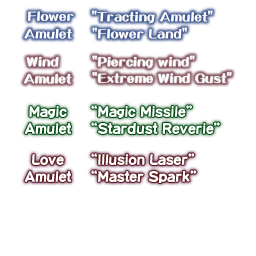 Flower "Tracting Amulet"
Amulet "Flower Land"
Wind "Piercing wind"
Amulet "Extreme Wind Gust"
Magic “Magic Missile”
Amulet “Stardust Reverie”
Love “Illusion Laser”
Amulet “Master Spark”